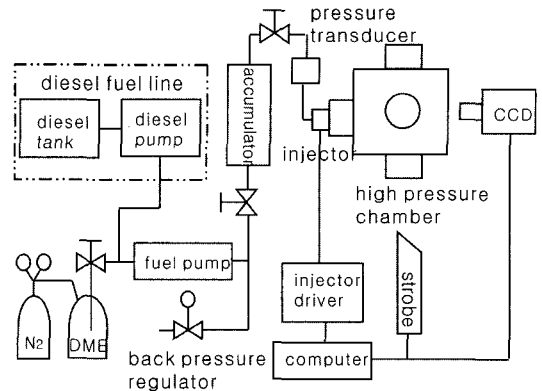 pressure
transducer
diesel fuel line
diesel
tank
diesel
pump
accumulator
injector
CCD
high pressure
chamber
fuel pump
injector
driver
strobe
N2
DME
back pressure
regulator
computer